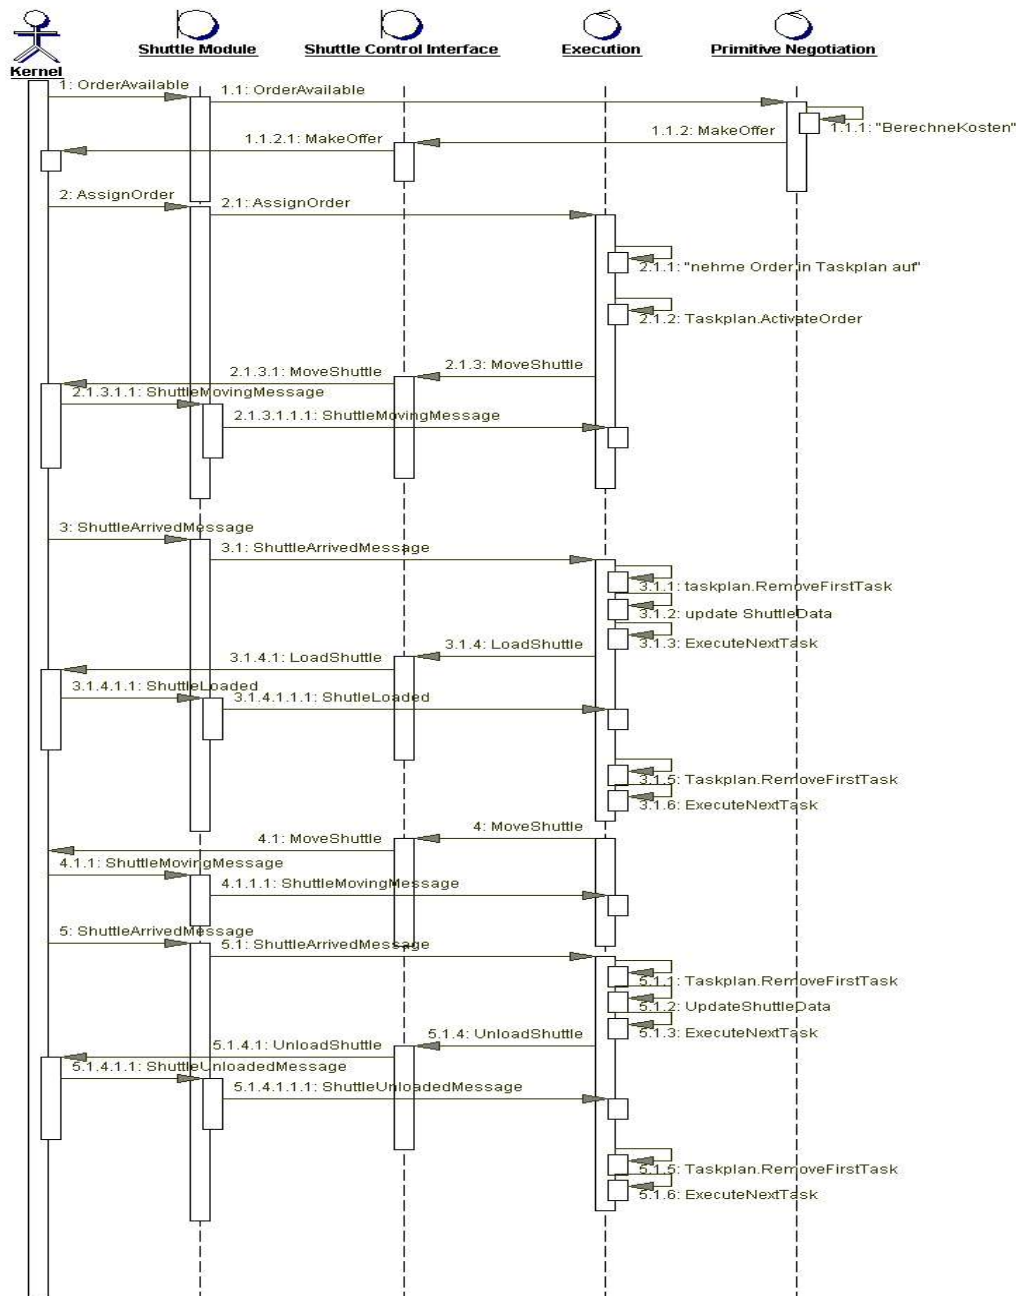 Kernel
Shuttle Module
Shuttle Control Interface
Execution
Primitive Negotiation
1: OrderAvailable
1.1: OrderAvailable
1.1.1: "BerechneKosten"
1.1.2: MakeOffer
1.1.2.1: MakeOffer
2: AssignOrder
2.1: AssignOrder
2.1.1: "nehme Order in Taskplan auf"
2.1.2: Taskplan.ActivateOrder
2.1.3: MoveShuttle
2.1.3.1: MoveShuttle
2.1.3.1.1: ShuttleMovingMessage
2.1.3.1.1.1: ShuttleMovingMessage
3: ShuttleArrivedMessage
3.1: ShuttleArrivedMessage
3.1.1: taskplan.RemoveFirstTask
3.1.2: update ShuttleData
3.1.3: ExecuteNextTask
3.1.4: LoadShuttle
3.1.4.1: LoadShuttle
3.1.4.1.1: ShuttleLoaded
3.1.4.1.1.1: ShutleLoaded
3.1.5: Taskplan.RemoveFirstTask
3.1.6: ExecuteNextTask
4: MoveShuttle
4.1: MoveShuttle
4.1.1: ShuttleMovingMessage
4.1.1.1: ShuttleMovingMessage
5: ShuttleArrivedMessage
5.1: ShuttleArrivedMessage
5.1.1: Taskplan.RemoveFirstTask
5.1.2: UpdateShuttleData
5.1.3: ExecuteNextTask
5.1.4: UnloadShuttle
5.1.4.1: UnloadShuttle
5.1.4.1.1: ShuttleUnloadedMessage
5.1.4.1.1.1: ShuttleUnloadedMessage
5.1.5: Taskplan.RemoveFirstTask
5.1.6: ExecuteNextTask